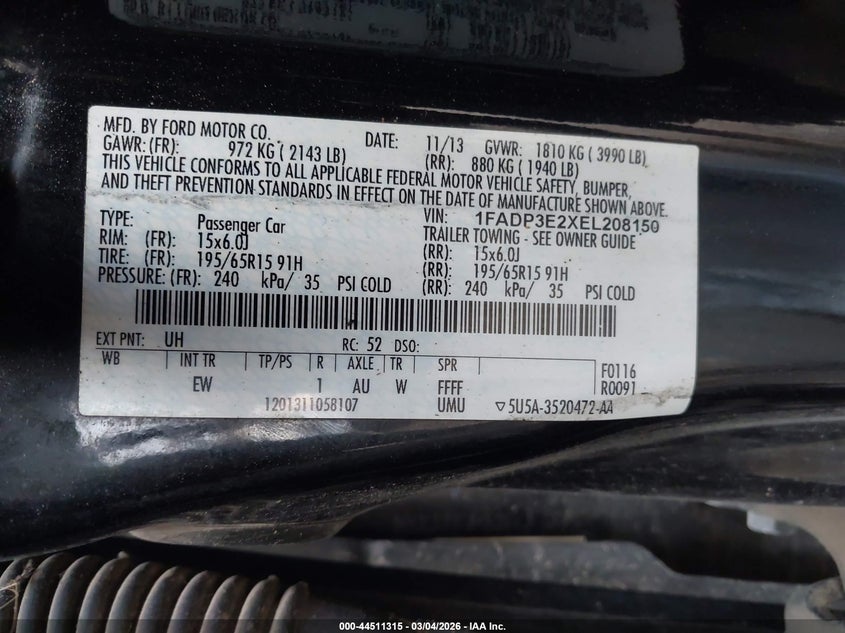 MFD. BY FORD MOTOR CO. DATE: 11/13 GVWR: 1810 KG ( 3990 LB)
GAWR: (FR): 972 KG ( 2143 LB) (RR): 880 KG ( 1940 LB)
THIS VEHICLE CONFORMS TO ALL APPLICABLE FEDERAL MOTOR VEHICLE SAFETY, BUMPER,
AND THEFT PREVENTION STANDARDS IN EFFECT ON THE DATE OF MANUFACTURE SHOWN ABOVE.
VIN: 1FADP3E2XEL208150
TYPE: Passenger Car TRAILER TOWING - SEE OWNER GUIDE
RIM: (FR): 15x6.0J (RR): 15x6.0J
TIRE: (FR): 195/65R15 91H (RR): 195/65R15 91H
PRESSURE: (FR): 240 kPa/ 35 PSI COLD (RR): 240 kPa/ 35 PSI COLD
EXT PNT: UH RC: 52 DSO:
WB INT TR TP/PS R AXLE TR SPR F0116
EW 1 AU W FFFF R0091
1201311058107 UMU ▽5U5A-3520472-AA
000-44511315 - 03/04/2026 - IAA Inc.